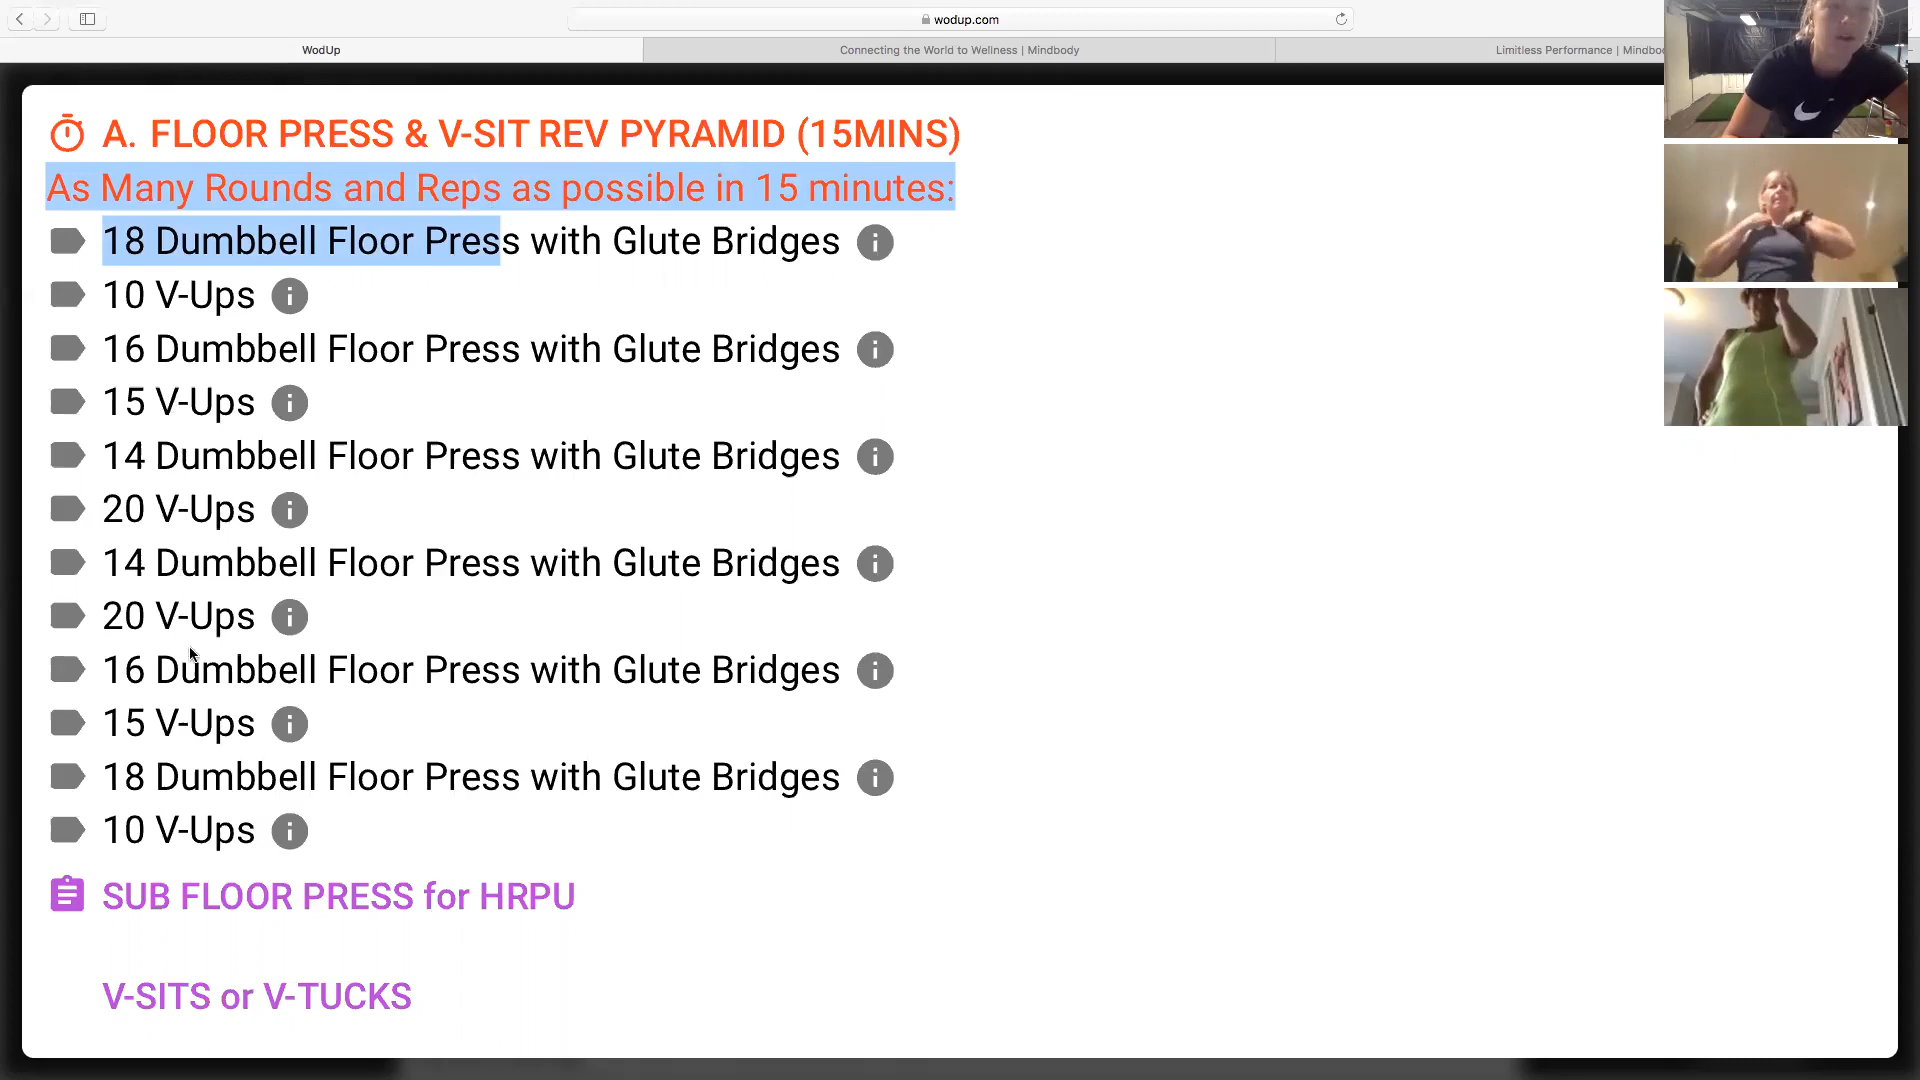 wodup.com
WodUp
Connecting the World to Wellness | Mindbody
Limitless Performance | Mindbo
A. FLOOR PRESS & V-SIT REV PYRAMID (15MINS)
As Many Rounds and Reps as possible in 15 minutes:
18 Dumbbell Floor Press with Glute Bridges
10 V-Ups
16 Dumbbell Floor Press with Glute Bridges
15 V-Ups
14 Dumbbell Floor Press with Glute Bridges
20 V-Ups
14 Dumbbell Floor Press with Glute Bridges
20 V-Ups
16 Dumbbell Floor Press with Glute Bridges
15 V-Ups
18 Dumbbell Floor Press with Glute Bridges
10 V-Ups
SUB FLOOR PRESS for HRPU
V-SITS or V-TUCKS